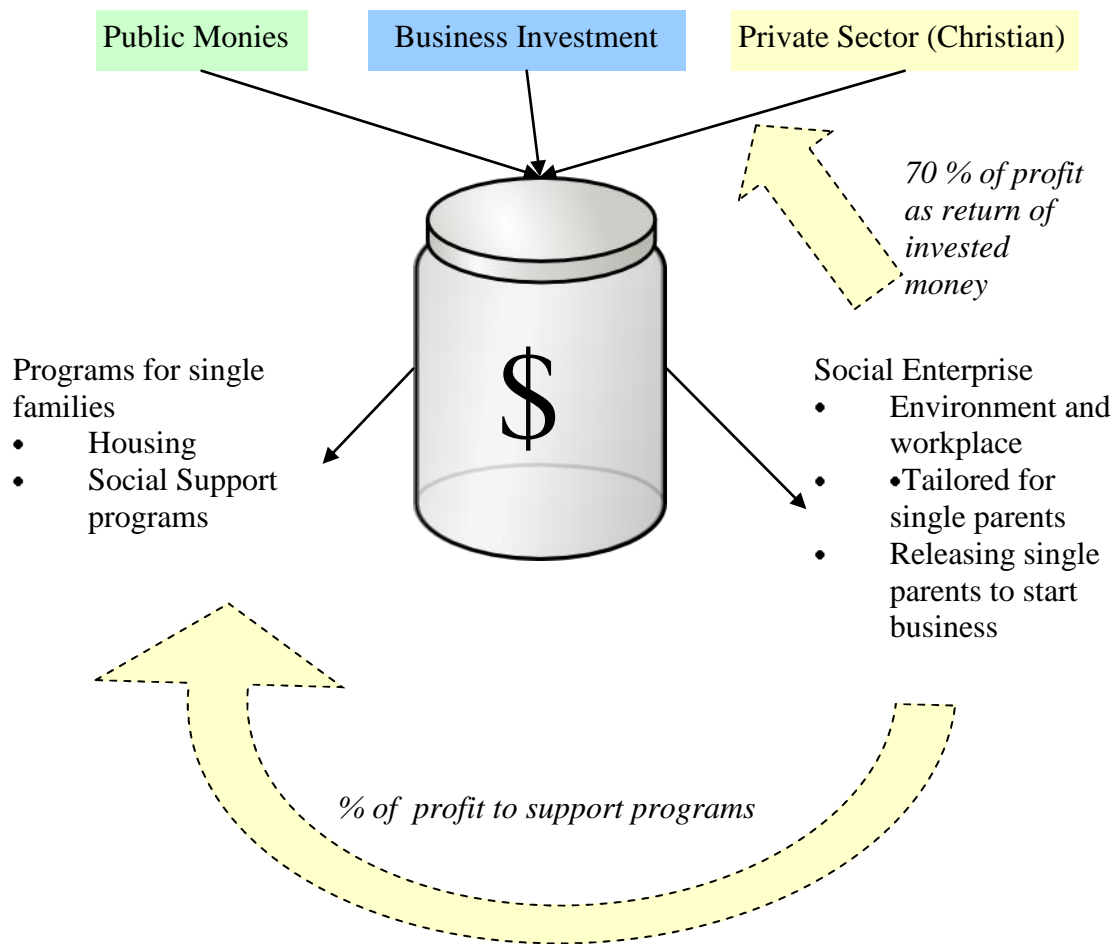 Public Monies
Business Investment
Private Sector (Christian)
70 % of profit
as return of
invested
money
$
Programs for single
families
• Housing
• Social Support
programs
Social Enterprise
• Environment and
workplace
• •Tailored for
single parents
• Releasing single
parents to start
business
% of profit to support programs